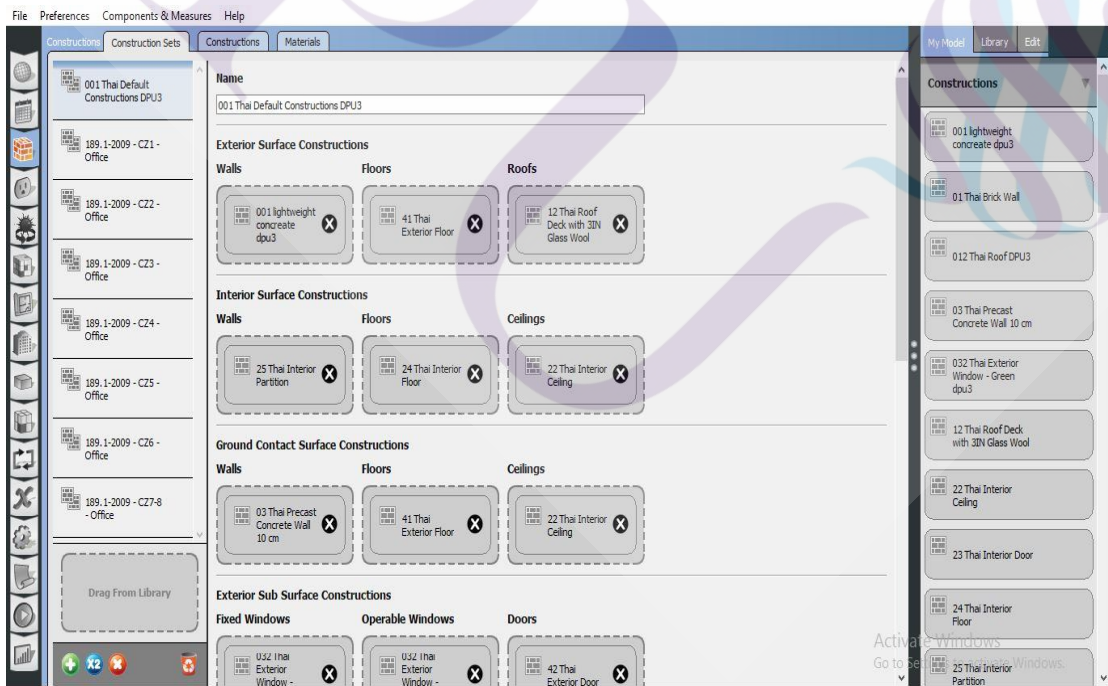 File Preferences Components & Measures Help
Constructions Construction Sets Constructions Materials
My Model Library Edit
001 Thai Default
Constructions DPU3
189.1-2009 - CZ1 -
Office
189.1-2009 - CZ2 -
Office
189.1-2009 - CZ3 -
Office
189.1-2009 - CZ4 -
Office
189.1-2009 - CZ5 -
Office
189.1-2009 - CZ6 -
Office
189.1-2009 - CZ7-8
- Office
Drag From Library
Name
001 Thai Default Constructions DPU3
Exterior Surface Constructions
Walls Floors Roofs
001 lightweight
concreate
dpu3
41 Thai
Exterior Floor
12 Thai Roof
Deck with 3IN
Glass Wool
Interior Surface Constructions
Walls Floors Ceilings
25 Thai Interior
Partition
24 Thai Interior
Floor
22 Thai Interior
Ceiling
Ground Contact Surface Constructions
Walls Floors Ceilings
03 Thai Precast
Concrete Wall
10 cm
41 Thai
Exterior Floor
22 Thai Interior
Ceiling
Exterior Sub Surface Constructions
Fixed Windows Operable Windows Doors
032 Thai
Exterior
Window -
032 Thai
Exterior
Window -
42 Thai
Exterior Door
Constructions
001 lightweight
concreate dpu3
01 Thai Brick Wall
012 Thai Roof DPU3
03 Thai Precast
Concrete Wall 10 cm
032 Thai Exterior
Window - Green
dpu3
12 Thai Roof Deck
with 3IN Glass Wool
22 Thai Interior
Ceiling
23 Thai Interior Door
24 Thai Interior
Floor
25 Thai Interior
Partition
Activate Windows
Go to activate Windows.
X2